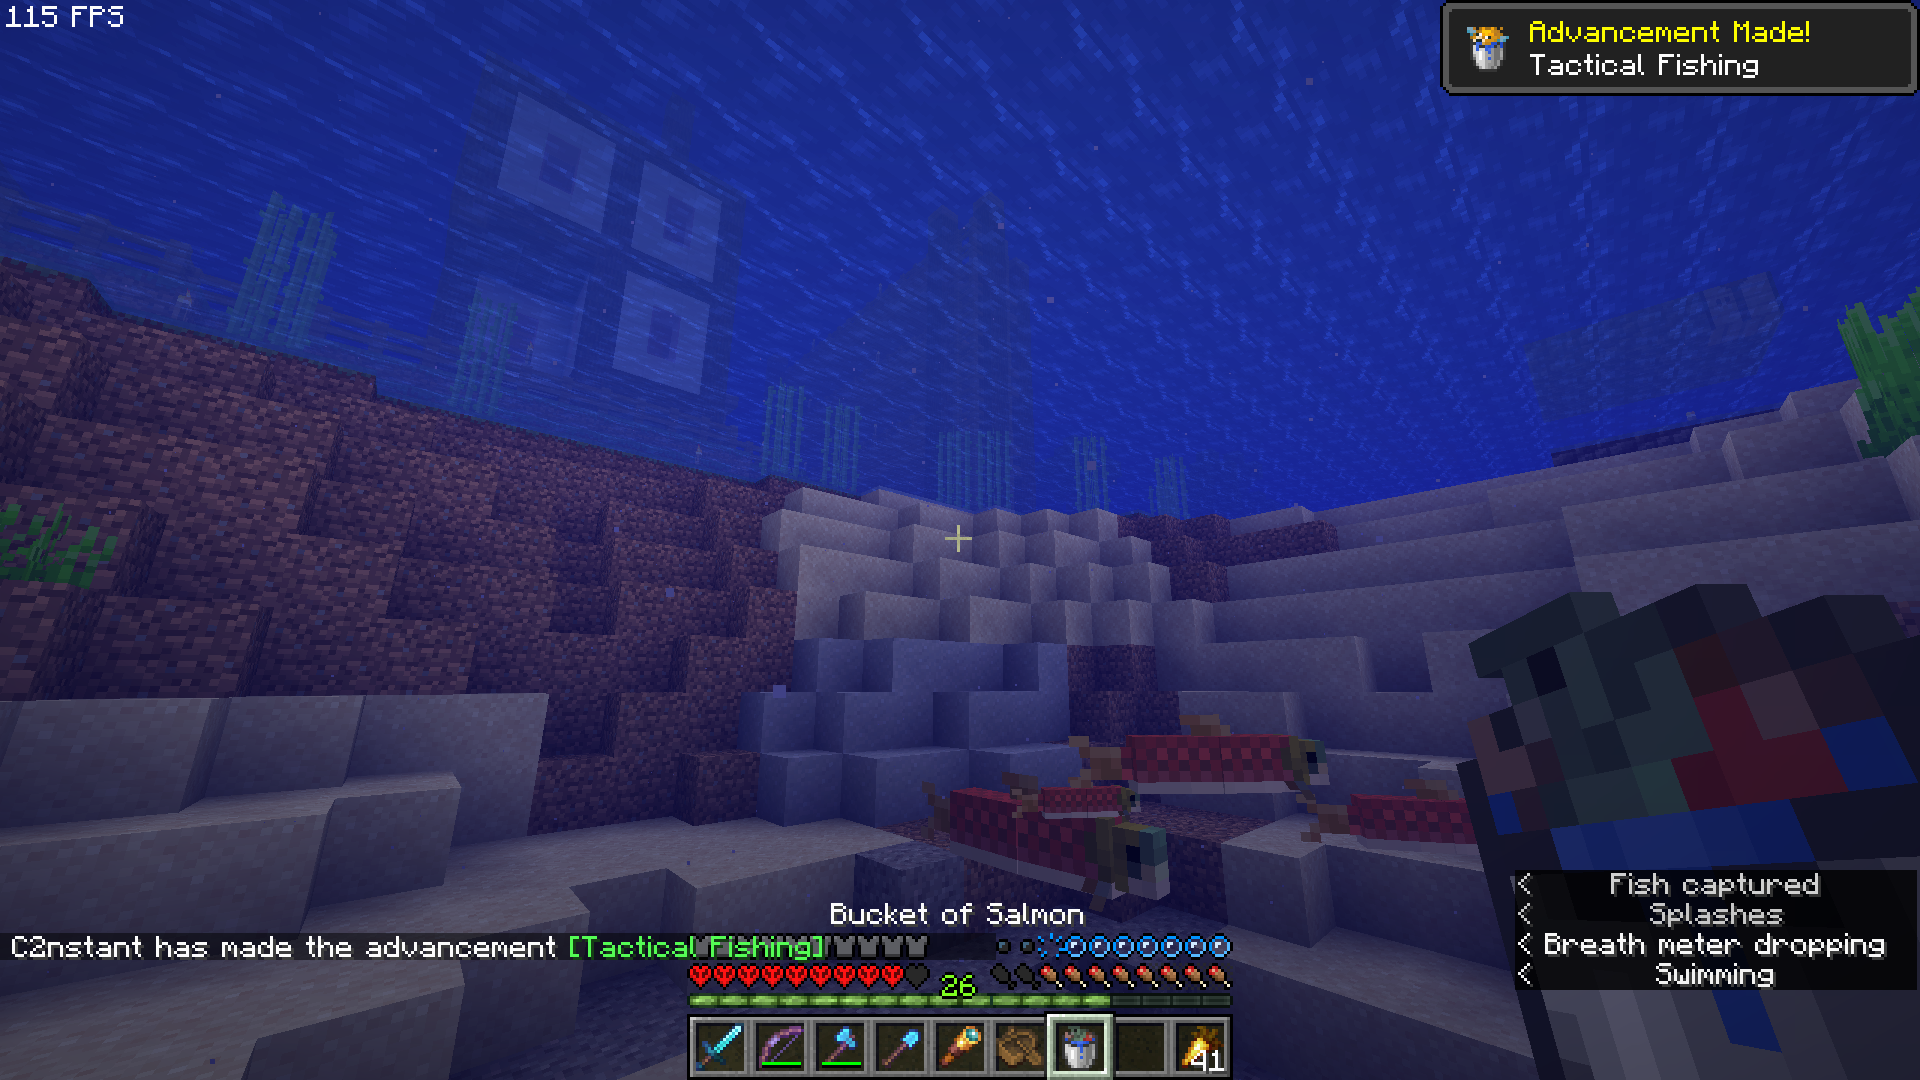 115 FPS
Advancement Made!
Tactical Fishing
Fish captured
Bucket of Salmon
Splashes
C2nstant has made the advancement [Tactical Fishing]
< Breath meter dropping
< Swimming
26
41